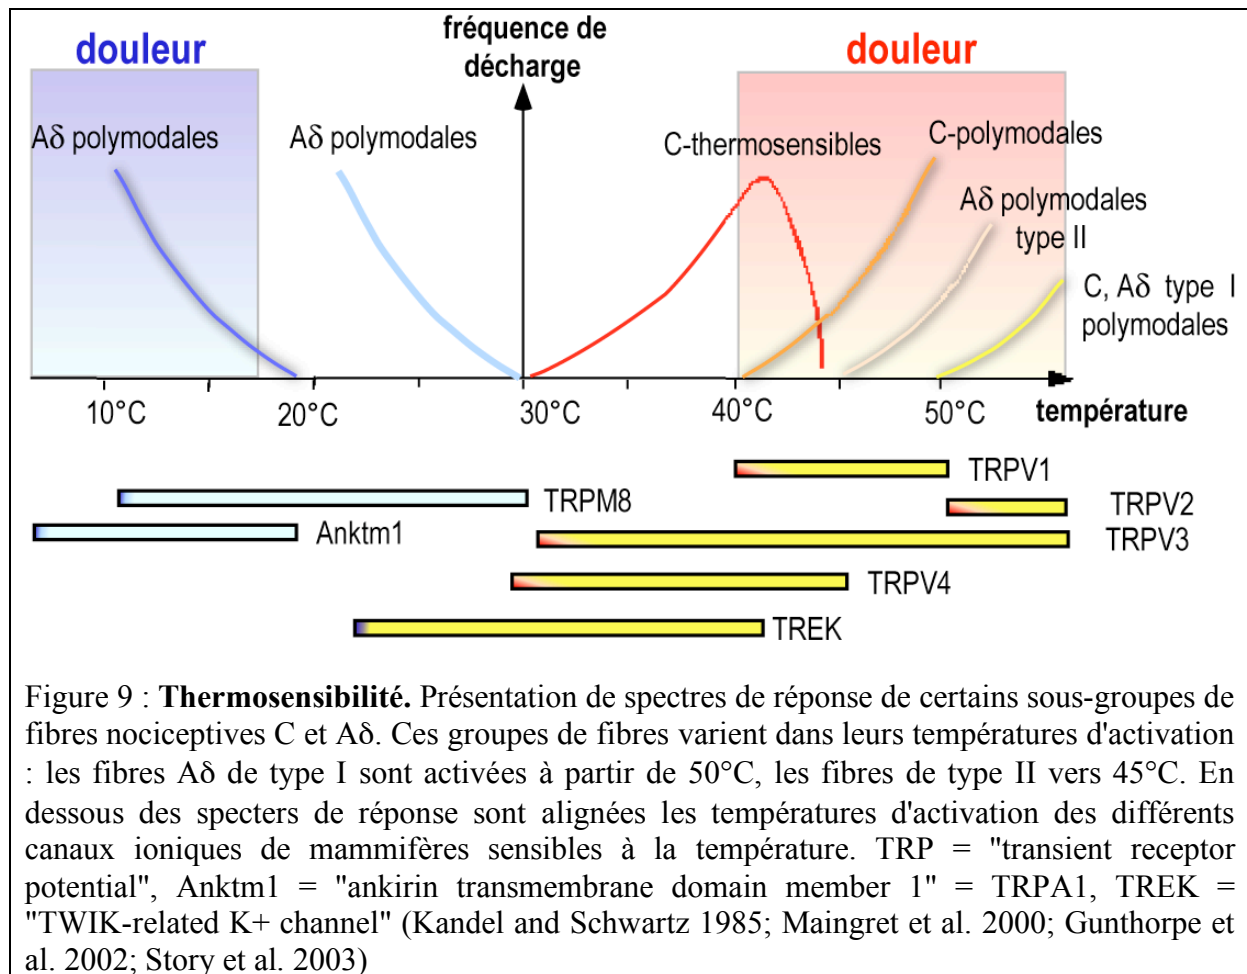 douleur
fréquence de
décharge
douleur
Aδ polymodales
Aδ polymodales
C-thermosensibles
C-polymodales
Aδ polymodales
type II
C, Aδ type I
polymodales
10°C
20°C
30°C
40°C
50°C
température
TRPV1
TRPM8
TRPV2
Anktm1
TRPV3
TRPV4
TREK
Figure 9 : Thermosensibilité. Présentation de spectres de réponse de certains sous-groupes de
fibres nociceptives C et Aδ. Ces groupes de fibres varient dans leurs températures d'activation
: les fibres Aδ de type I sont activées à partir de 50°C, les fibres de type II vers 45°C. En
dessous des specters de réponse sont alignées les températures d'activation des différents
canaux ioniques de mammifères sensibles à la température. TRP = "transient receptor
potential", Anktm1 = "ankirin transmembrane domain member 1" = TRPA1, TREK =
"TWIK-related K+ channel" (Kandel and Schwartz 1985; Maingret et al. 2000; Gunthorpe et
al. 2002; Story et al. 2003)